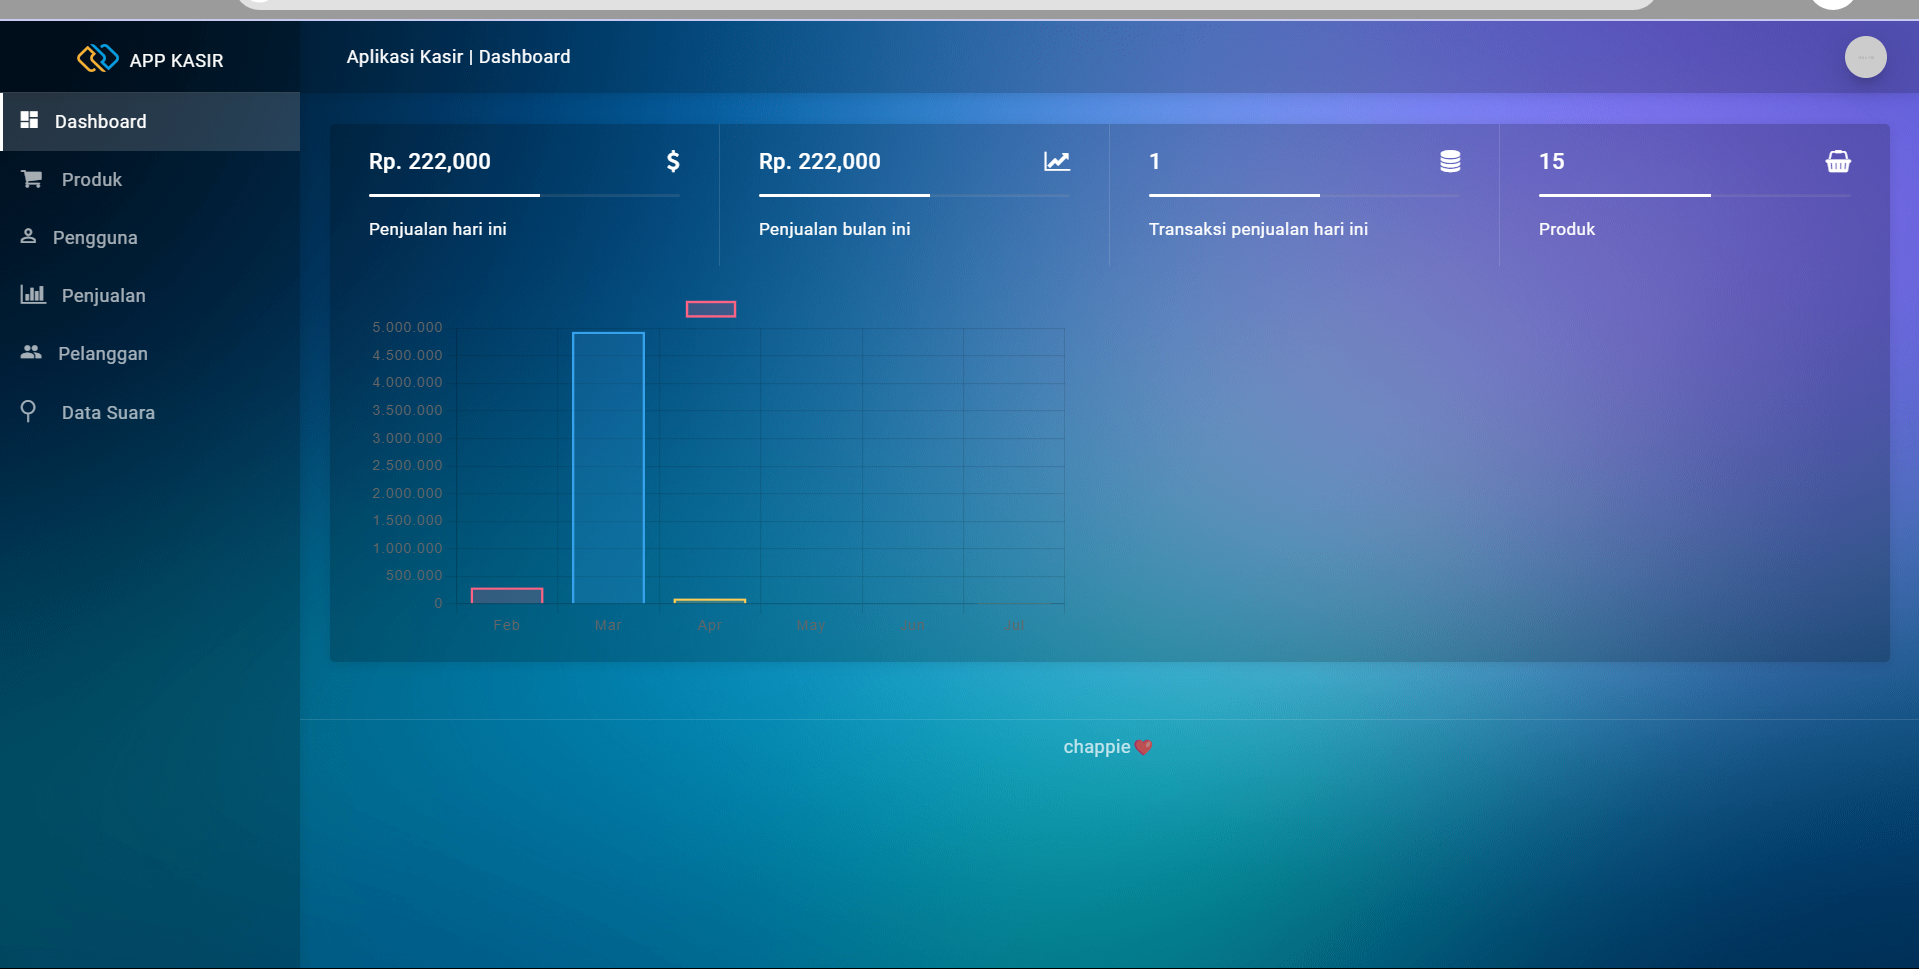 APP KASIR
Aplikasi Kasir | Dashboard
Dashboard
Produk
Pengguna
Penjualan
Pelanggan
Data Suara
Rp. 222,000
Penjualan hari ini
Rp. 222,000
Penjualan bulan ini
1
Transaksi penjualan hari ini
15
Produk
5.000.000
4.500.000
4.000.000
3.500.000
3.000.000
2.500.000
2.000.000
1.500.000
1.000.000
500.000
0
Feb Mar Apr May Jun Jul
chappie❤️